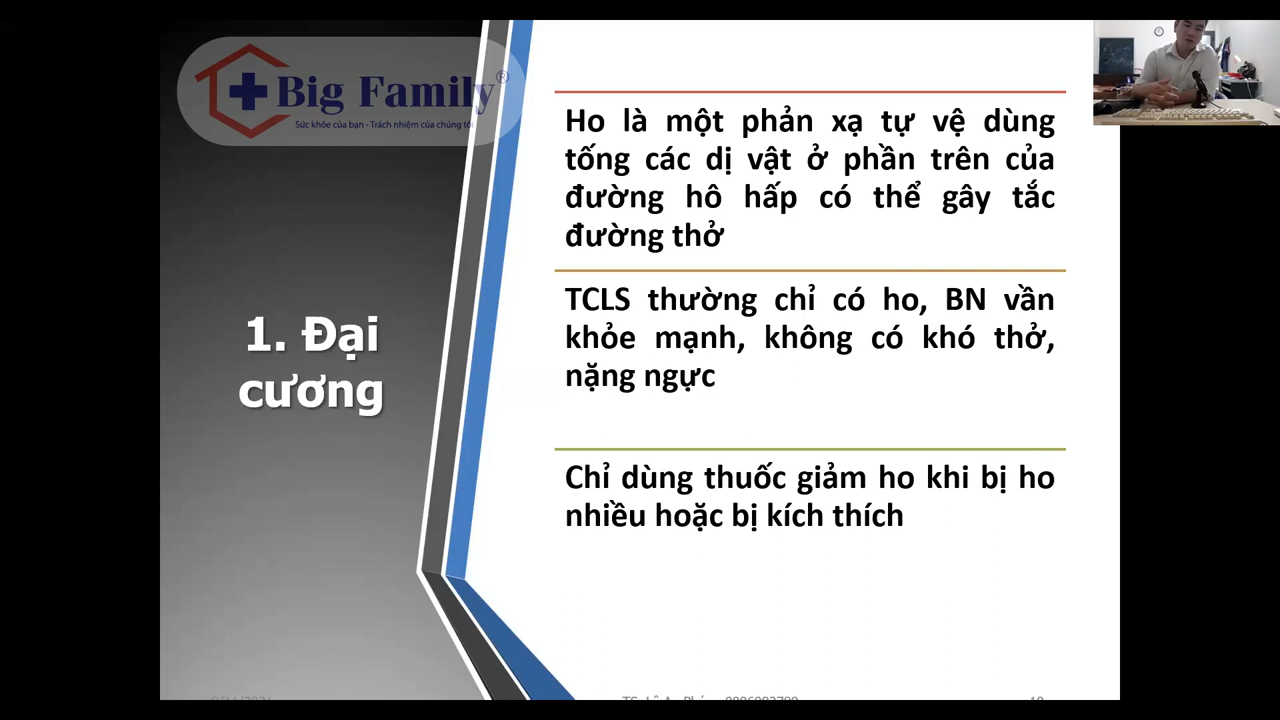 Big Family®
Sức khỏe của bạn - Trách nhiệm của chúng tôi
Ho là một phản xạ tự vệ dùng
tống các dị vật ở phần trên của
đường hô hấp có thể gây tắc
đường thở
TCLS thường chỉ có ho, BN vần
khỏe mạnh, không có khó thở,
nặng ngực
1. Đại
cương
Chỉ dùng thuốc giảm ho khi bị ho
nhiều hoặc bị kích thích